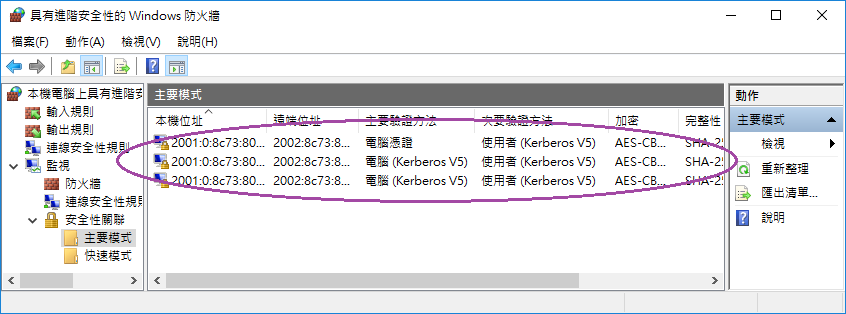 具有進階安全性的 Windows 防火牆
檔案(F) 動作(A) 檢視(V) 說明(H)
本機電腦上具有進階安
輸入規則
輸出規則
連線安全性規則
監視
防火牆
連線安全性規
安全性關聯
主要模式
快速模式
主要模式
本機位址 遠端位址 主要驗證方法 次要驗證方法 加密 完整性
2001:0:8c73:80... 2002:8c73:8... 電腦憑證 使用者 (Kerberos V5) AES-CB... SHA-25
2001:0:8c73:80... 2002:8c73:8... 電腦 (Kerberos V5) 使用者 (Kerberos V5) AES-CB... SHA-25
2001:0:8c73:80... 2002:8c73:8... 電腦 (Kerberos V5) 使用者 (Kerberos V5) AES-CB... SHA-25
動作
主要模式
檢視
重新整理
匯出清單...
說明